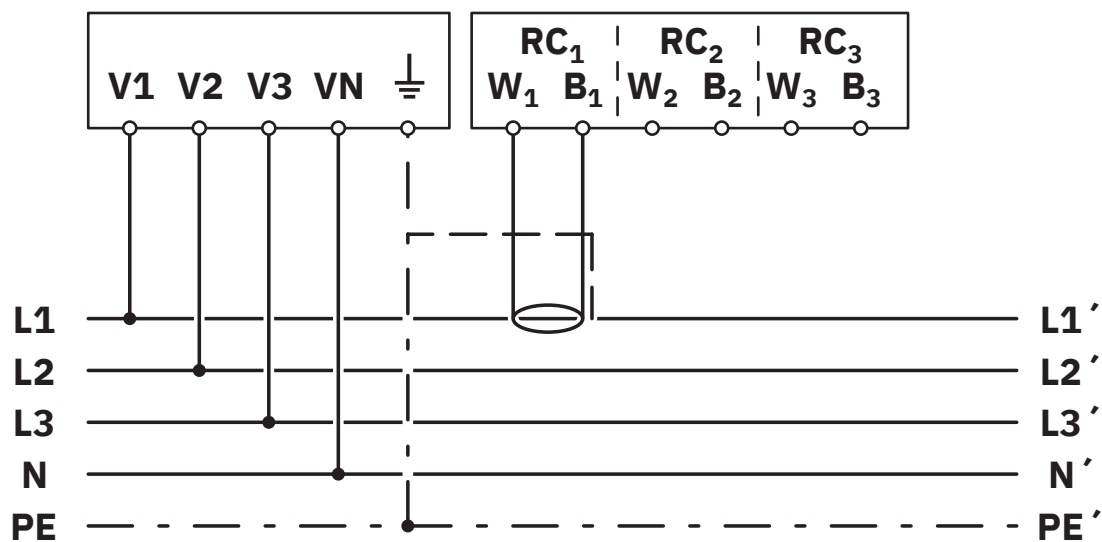 RC₁ RC₂ RC₃
V1 V2 V3 VN W₁ B₁ W₂ B₂ W₃ B₃
L1 L1´
L2 L2´
L3 L3´
N N´
PE PE´